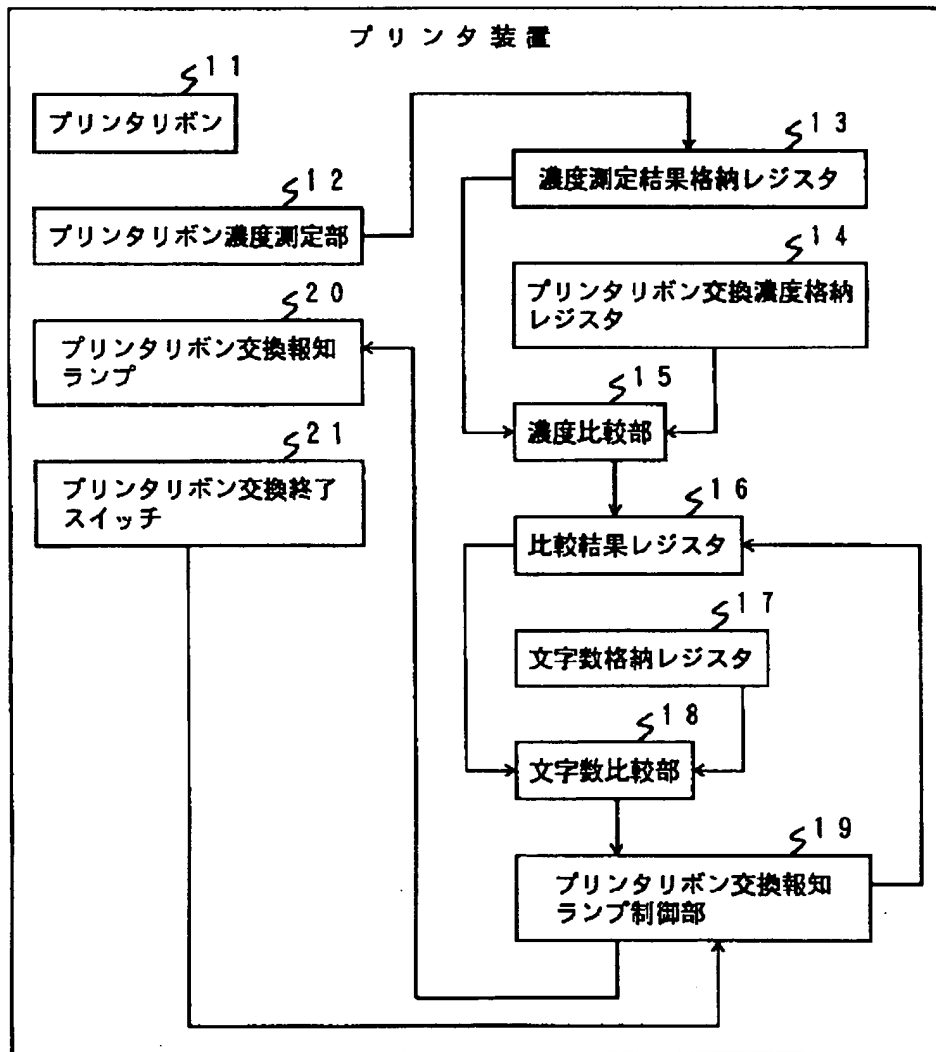 プリンタ装置
11
プリンタリボン
12
プリンタリボン濃度測定部
20
プリンタリボン交換報知
ランプ
21
プリンタリボン交換終了
スイッチ
13
濃度測定結果格納レジスタ
14
プリンタリボン交換濃度格納
レジスタ
15
濃度比較部
16
比較結果レジスタ
17
文字数格納レジスタ
18
文字数比較部
19
プリンタリボン交換報知
ランプ制御部